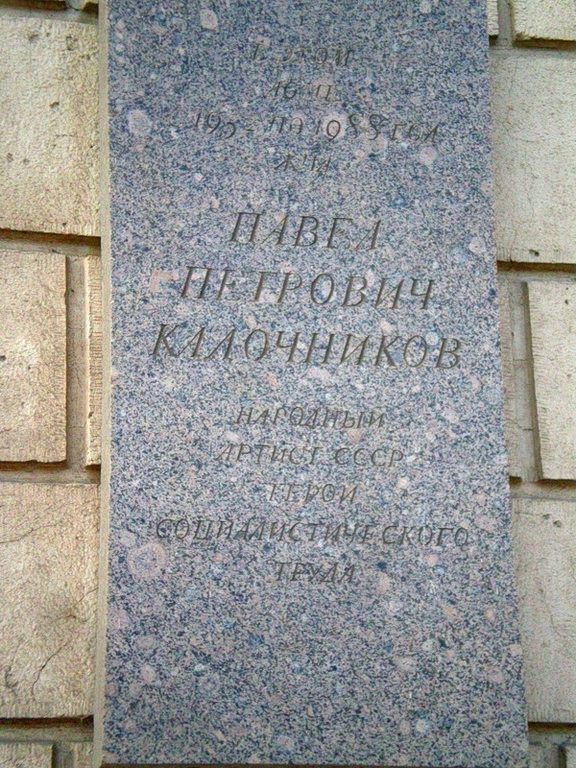 ЖИЛ
ПАВЕЛ
ПЕТРОВИЧ
КАДОЧНИКОВ
НАРОДНЫЙ
АРТИСТ СССР
ГЕРОЙ
СОЦИАЛИСТИЧЕСКОГО
ТРУДА